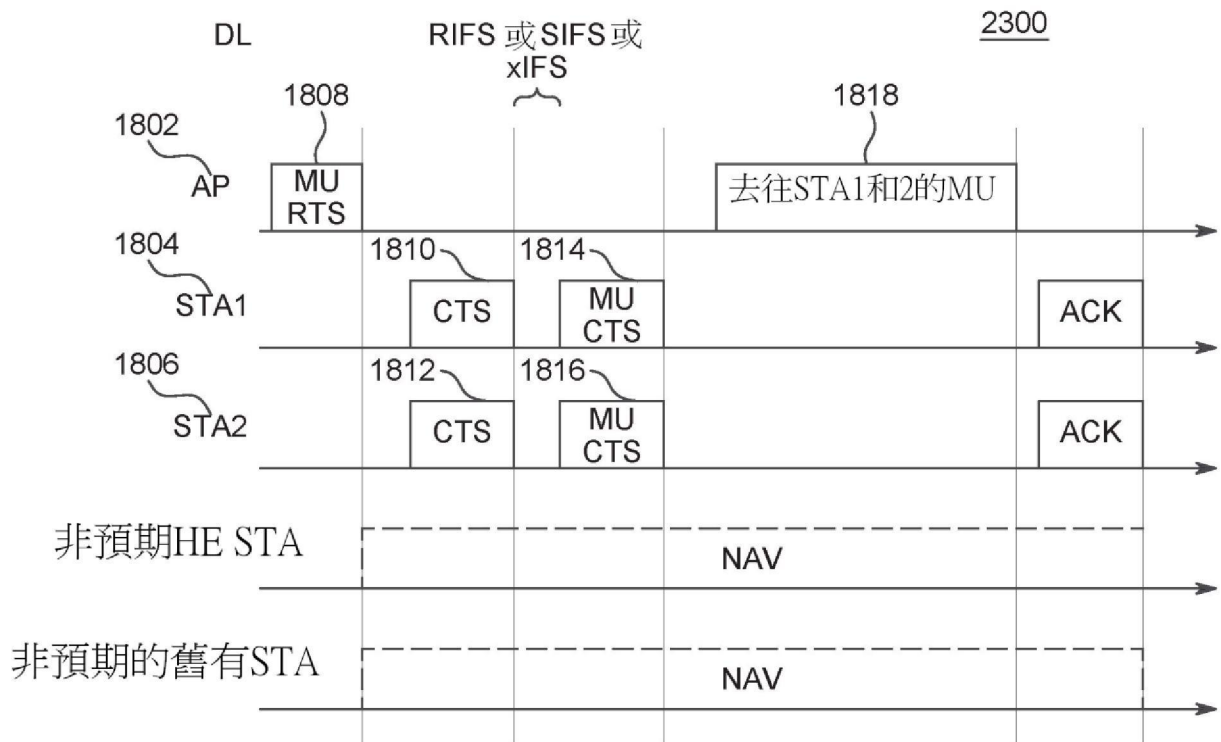 DL
RIFS 或 SIFS 或
xIFS
2300
1808
1818
1802
AP
MU
RTS
去往STA1和2的MU
1804
1810
1814
STA1
CTS
MU
CTS
ACK
1806
1812
1816
STA2
CTS
MU
CTS
ACK
非預期HE STA
NAV
非預期的舊有STA
NAV